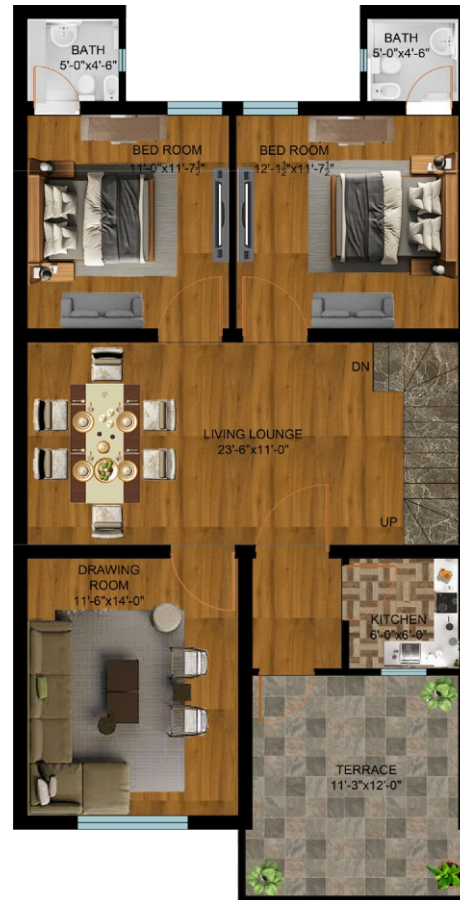 BATH
5'-0"x4'-6"
BATH
5'-0"x4'-6"
BED ROOM
11'-0"x11'-7½"
BED ROOM
12'-1½"x11'-7½"
DN
LIVING LOUNGE
23'-6"x11'-0"
UP
DRAWING
ROOM
11'-6"x14'-0"
KITCHEN
6'-0"x6'-0"
TERRACE
11'-3"x12'-0"